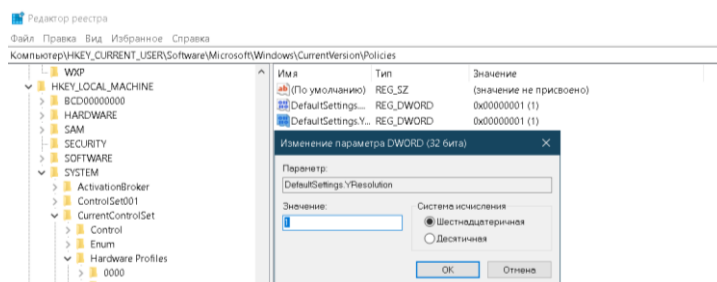 Редактор реестра
Файл Правка Вид Избранное Справка
Компьютер\HKEY_CURRENT_USER\Software\Microsoft\Windows\CurrentVersion\Policies
WXP
HKEY_LOCAL_MACHINE
BCD00000000
HARDWARE
SAM
SECURITY
SOFTWARE
SYSTEM
ActivationBroker
ControlSet001
CurrentControlSet
Control
Enum
Hardware Profiles
0000
Имя Тип Значение
ab (По умолчанию) REG_SZ (значение не присвоено)
DefaultSettings.... REG_DWORD 0x00000001 (1)
DefaultSettings.Y... REG_DWORD 0x00000001 (1)
Изменение параметра DWORD (32 бита)
Параметр:
DefaultSettings.YResolution
Значение:
1
Система исчисления
Шестнадцатеричная
Десятичная
OK Отмена